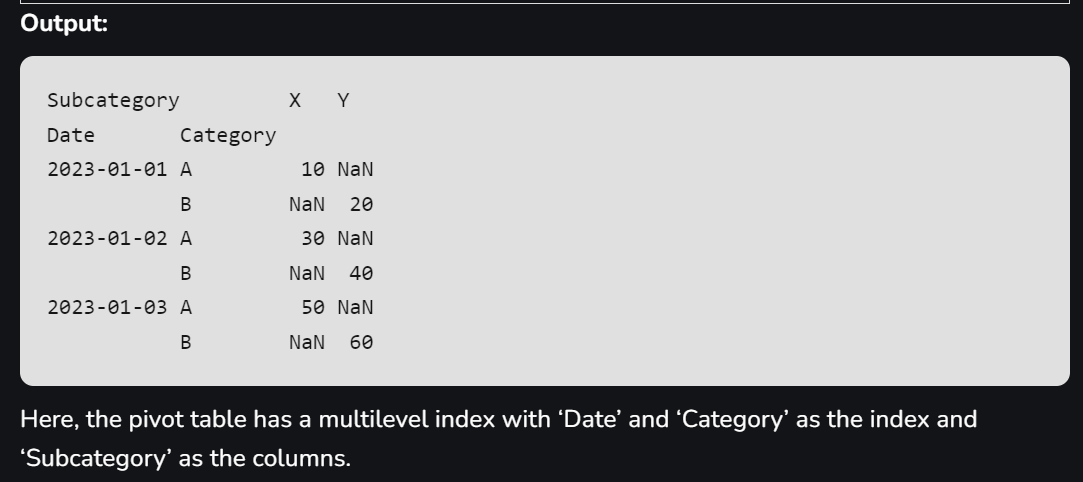 Output:
Subcategory         X   Y
Date       Category
2023-01-01 A         10 NaN
           B        NaN  20
2023-01-02 A         30 NaN
           B        NaN  40
2023-01-03 A         50 NaN
           B        NaN  60
Here, the pivot table has a multilevel index with ‘Date’ and ‘Category’ as the index and
‘Subcategory’ as the columns.